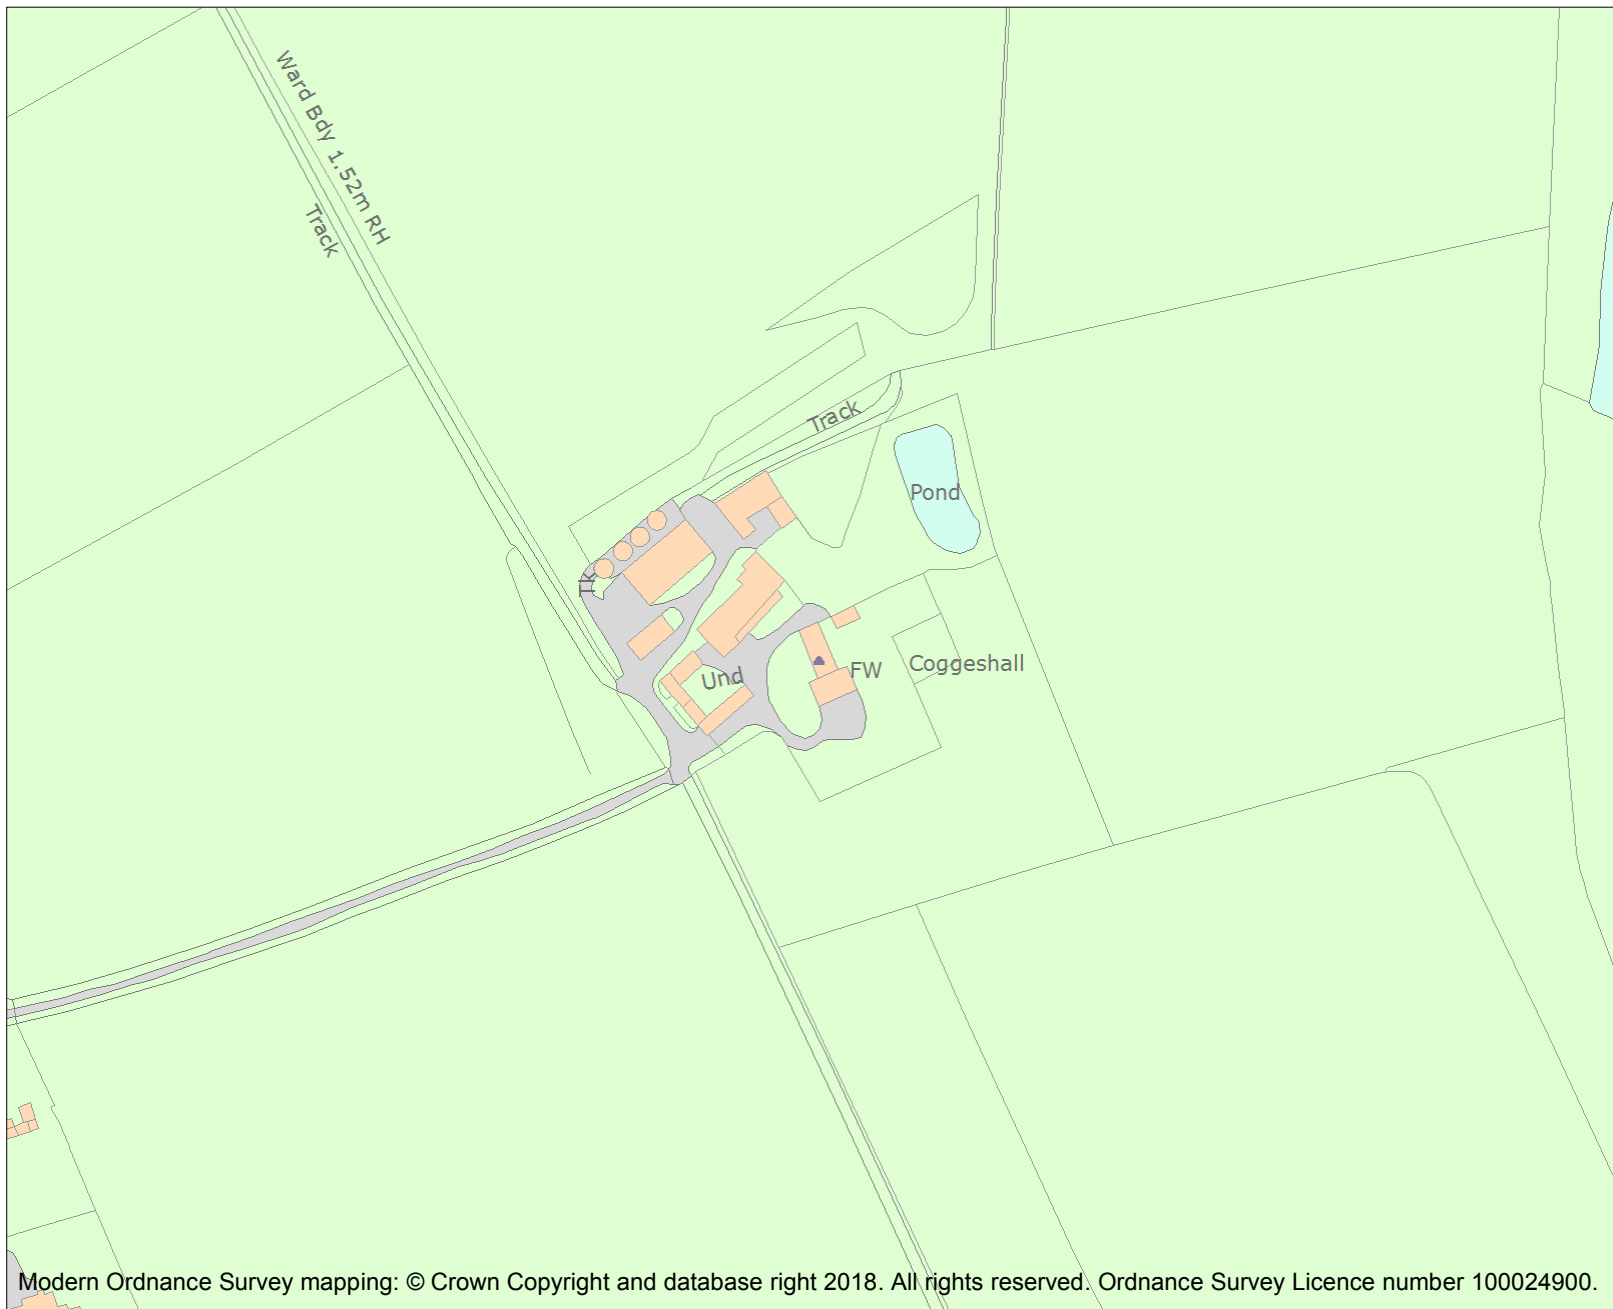 Ward Bdy 1.52m RH
Track
Track
Pond
Tk
Coggeshall
FW
Und
Modern Ordnance Survey mapping: © Crown Copyright and database right 2018. All rights reserved. Ordnance Survey Licence number 100024900.